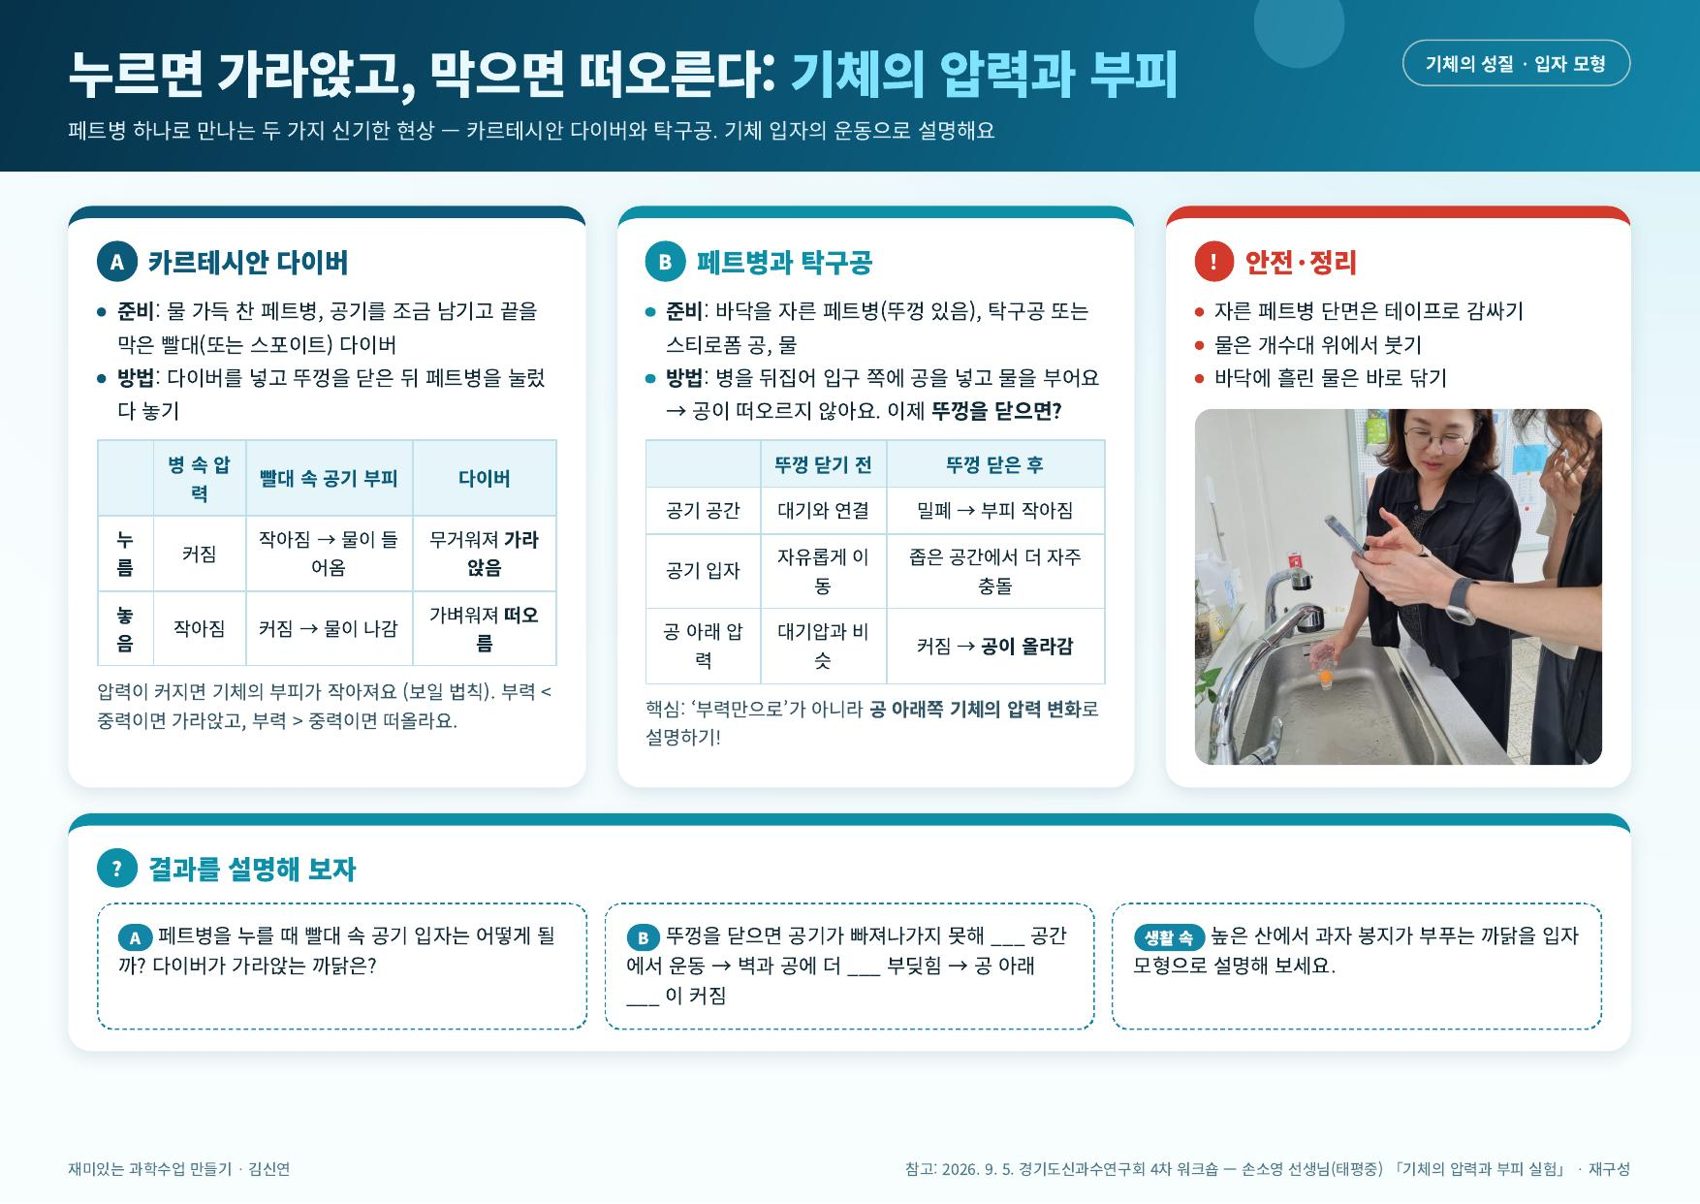 누르면 가라앉고, 막으면 떠오른다: 기체의 압력과 부피
기체의 성질 · 입자 모형
페트병 하나로 만나는 두 가지 신기한 현상 — 카르테시안 다이버와 탁구공. 기체 입자의 운동으로 설명해요
A 카르테시안 다이버
• 준비: 물 가득 찬 페트병, 공기를 조금 남기고 끝을
막은 빨대(또는 스포이트) 다이버
• 방법: 다이버를 넣고 뚜껑을 닫은 뒤 페트병을 눌렀
다 놓기
병 속 압력 빨대 속 공기 부피 다이버
누름 커짐 작아짐 → 물이 들어옴 무거워져 가라앉음
놓음 작아짐 커짐 → 물이 나감 가벼워져 떠오름
압력이 커지면 기체의 부피가 작아져요 (보일 법칙). 부력 <
중력이면 가라앉고, 부력 > 중력이면 떠올라요.
B 페트병과 탁구공
• 준비: 바닥을 자른 페트병(뚜껑 있음), 탁구공 또는
스티로폼 공, 물
• 방법: 병을 뒤집어 입구 쪽에 공을 넣고 물을 부어요
→ 공이 떠오르지 않아요. 이제 뚜껑을 닫으면?
뚜껑 닫기 전 뚜껑 닫은 후
공기 공간 대기와 연결 밀폐 → 부피 작아짐
공기 입자 자유롭게 이동 좁은 공간에서 더 자주 충돌
공 아래 압력 대기압과 비슷 커짐 → 공이 올라감
핵심: ‘부력만으로’가 아니라 공 아래쪽 기체의 압력 변화로
설명하기!
! 안전·정리
• 자른 페트병 단면은 테이프로 감싸기
• 물은 개수대 위에서 붓기
• 바닥에 흘린 물은 바로 닦기
? 결과를 설명해 보자
A 페트병을 누를 때 빨대 속 공기 입자는 어떻게 될
까? 다이버가 가라앉는 까닭은?
B 뚜껑을 닫으면 공기가 빠져나가지 못해 ___ 공간
에서 운동 → 벽과 공에 더 ___ 부딪힘 → 공 아래
___ 이 커짐
생활 속 높은 산에서 과자 봉지가 부푸는 까닭을 입자
모형으로 설명해 보세요.
재미있는 과학수업 만들기 · 김신연
참고: 2026. 9. 5. 경기도신과수연구회 4차 워크숍 — 손소영 선생님(태평중) 「기체의 압력과 부피 실험」 · 재구성